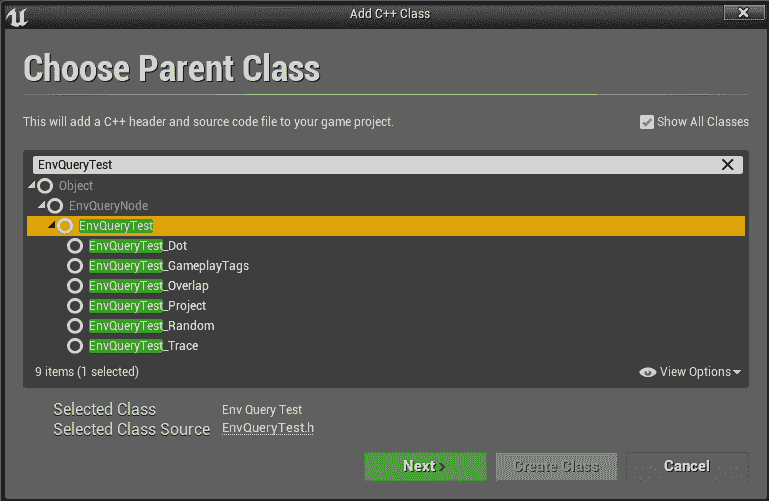 Add C++ Class
Choose Parent Class
This will add a C++ header and source code file to your game project.
Show All Classes
EnvQueryTest
Object
EnvQueryNode
EnvQueryTest
EnvQueryTest_Dot
EnvQueryTest_GameplayTags
EnvQueryTest_Overlap
EnvQueryTest_Project
EnvQueryTest_Random
EnvQueryTest_Trace
9 items (1 selected)
View Options
Selected Class
Env Query Test
Selected Class Source
EnvQueryTest.h
Next
Create Class
Cancel